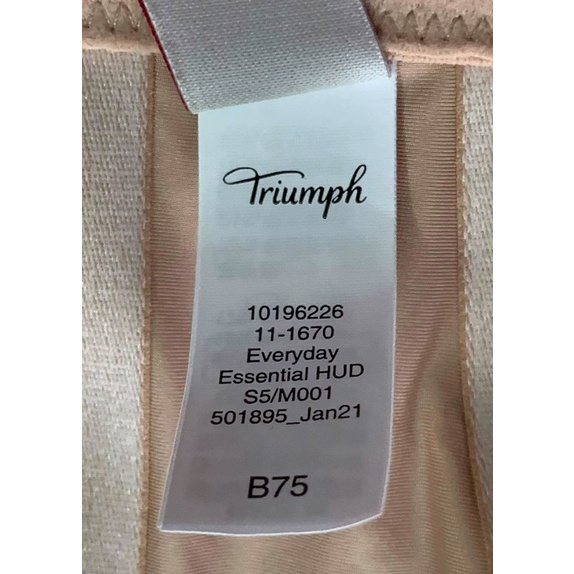 Triumph
10196226
11-1670
Everyday
Essential HUD
S5/M001
501895_Jan21
B75